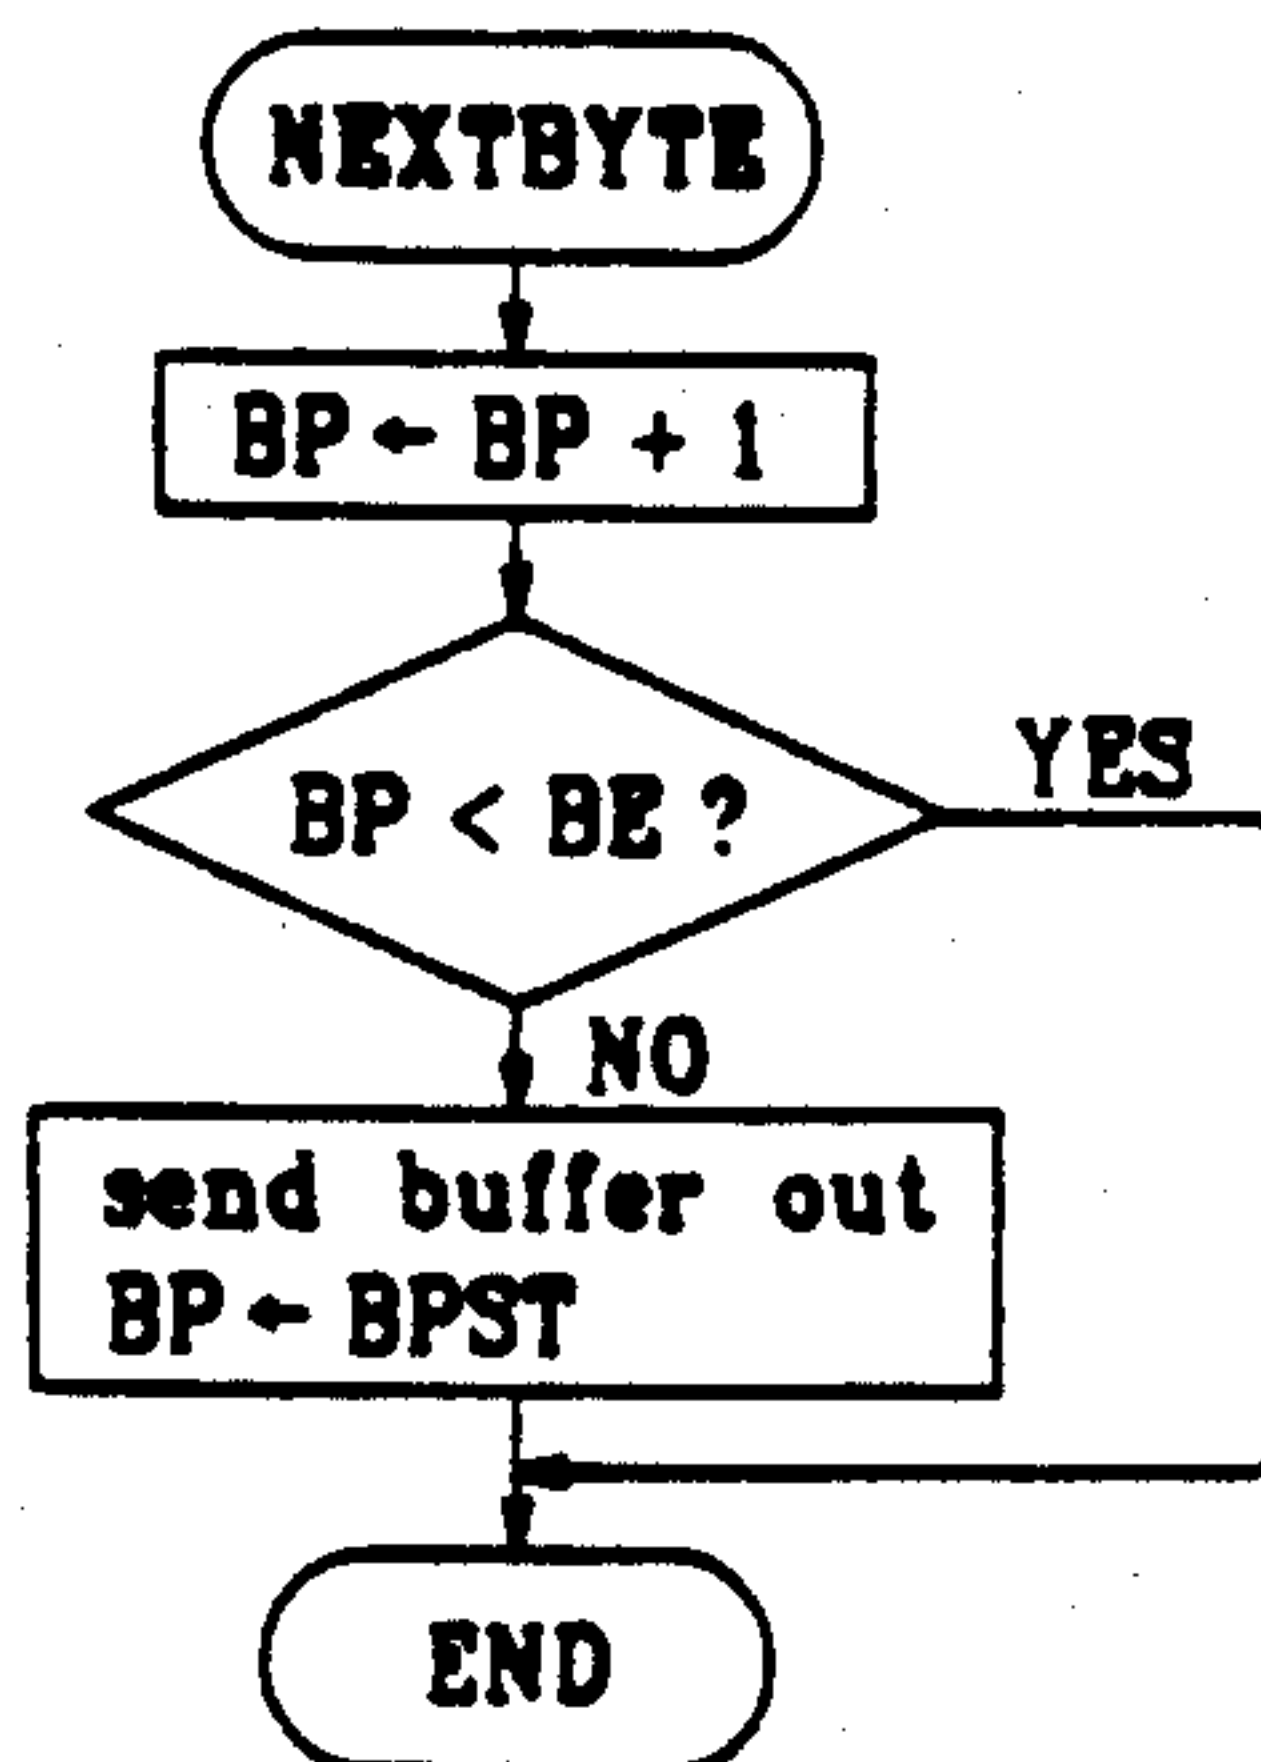 NEXTBYTE
BP ← BP + 1
BP < BE ?
YES
NO
send buffer out
BP ← BPST
END